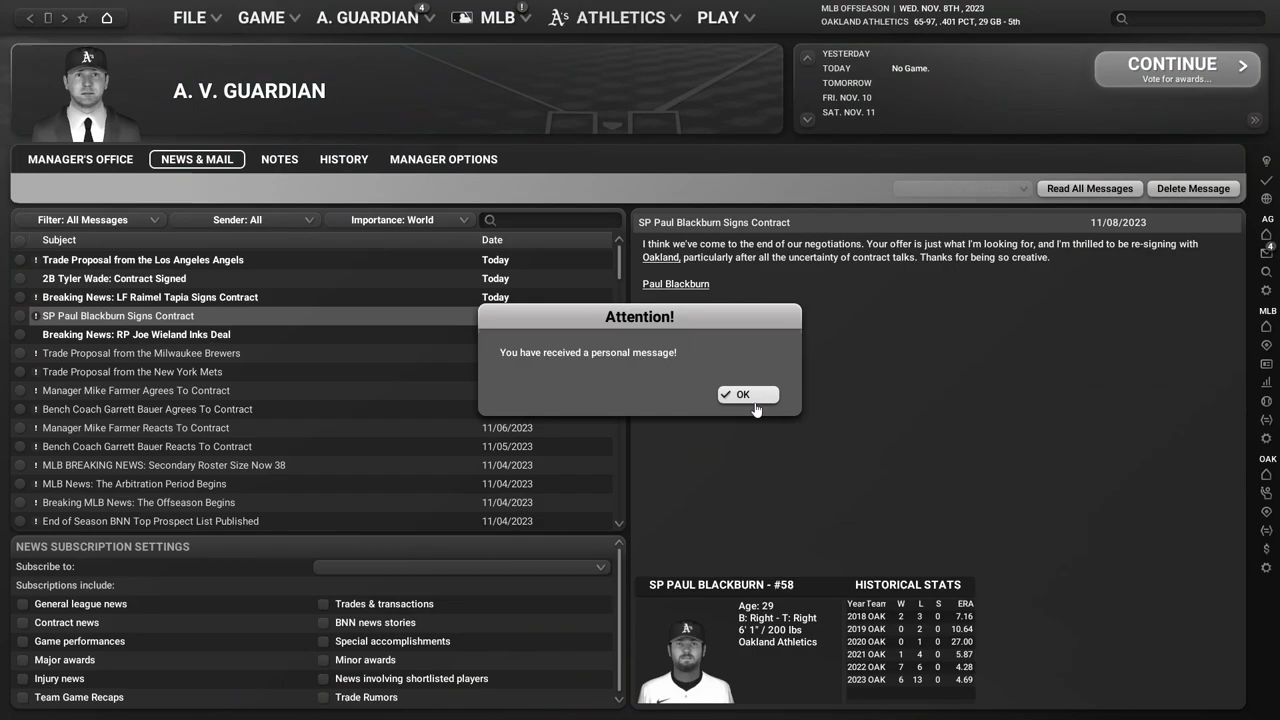 FILE GAME A. GUARDIAN 4 MLB ! A's ATHLETICS PLAY
MLB OFFSEASON | WED. NOV. 8TH , 2023
OAKLAND ATHLETICS 65-97, .401 PCT, 29 GB - 5th
A. V. GUARDIAN
YESTERDAY
TODAY No Game.
TOMORROW
FRI. NOV. 10
SAT. NOV. 11
CONTINUE
Vote for awards...
MANAGER'S OFFICE NEWS & MAIL NOTES HISTORY MANAGER OPTIONS
Read All Messages Delete Message
Filter: All Messages Sender: All Importance: World
Subject Date
! Trade Proposal from the Los Angeles Angels Today
2B Tyler Wade: Contract Signed Today
! Breaking News: LF Raimel Tapia Signs Contract Today
! SP Paul Blackburn Signs Contract
Breaking News: RP Joe Wieland Inks Deal
! Trade Proposal from the Milwaukee Brewers
! Trade Proposal from the New York Mets
! Manager Mike Farmer Agrees To Contract
! Bench Coach Garrett Bauer Agrees To Contract
! Manager Mike Farmer Reacts To Contract 11/06/2023
! Bench Coach Garrett Bauer Reacts To Contract 11/05/2023
! MLB BREAKING NEWS: Secondary Roster Size Now 38 11/04/2023
! MLB News: The Arbitration Period Begins 11/04/2023
! Breaking MLB News: The Offseason Begins 11/04/2023
! End of Season BNN Top Prospect List Published 11/04/2023
SP Paul Blackburn Signs Contract 11/08/2023
I think we've come to the end of our negotiations. Your offer is just what I'm looking for, and I'm thrilled to be re-signing with
Oakland, particularly after all the uncertainty of contract talks. Thanks for being so creative.
Paul Blackburn
Attention!
You have received a personal message!
OK
NEWS SUBSCRIPTION SETTINGS
Subscribe to:
Subscriptions include:
General league news Trades & transactions
Contract news BNN news stories
Game performances Special accomplishments
Major awards Minor awards
Injury news News involving shortlisted players
Team Game Recaps Trade Rumors
SP PAUL BLACKBURN - #58
Age: 29
B: Right - T: Right
6' 1" / 200 lbs
Oakland Athletics
HISTORICAL STATS
Year Team W L S ERA
2018 OAK 2 3 0 7.16
2019 OAK 0 2 0 10.64
2020 OAK 0 1 0 27.00
2021 OAK 1 4 0 5.87
2022 OAK 7 6 0 4.28
2023 OAK 6 13 0 4.69
AG
4
MLB
OAK